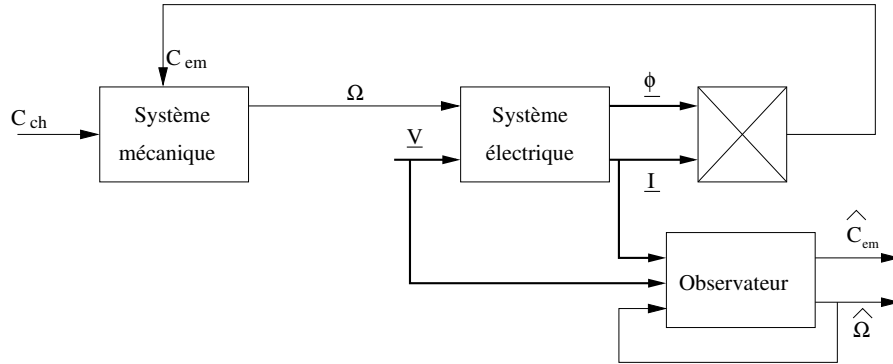 C em
C ch
Système
mécanique
Ω
V
Système
électrique
ϕ
I
Observateur
Ĉem
Ω̂